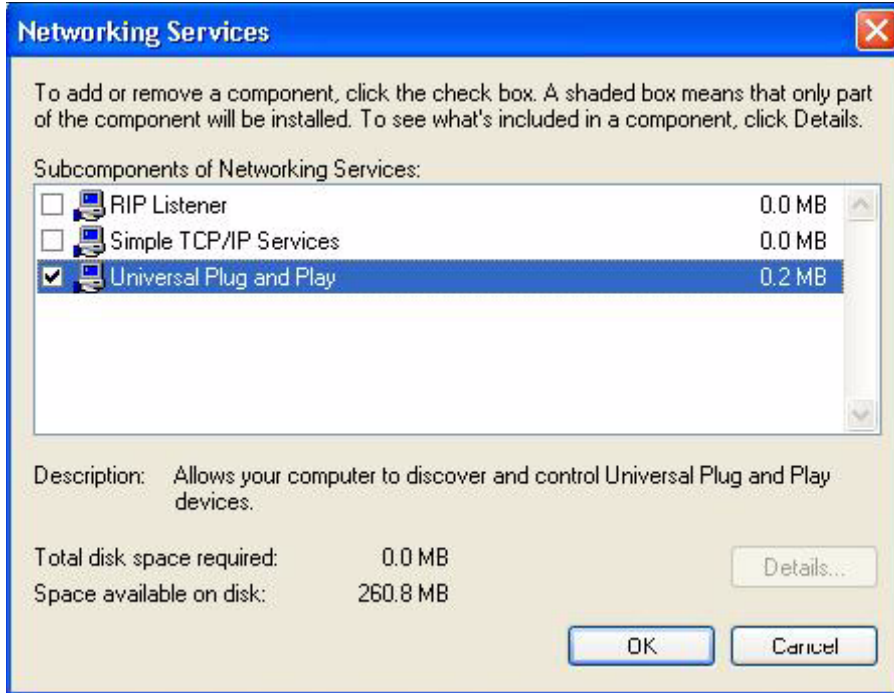 Networking Services
To add or remove a component, click the check box. A shaded box means that only part
of the component will be installed. To see what's included in a component, click Details.
Subcomponents of Networking Services:
RIP Listener 0.0 MB
Simple TCP/IP Services 0.0 MB
Universal Plug and Play 0.2 MB
Description: Allows your computer to discover and control Universal Plug and Play
devices.
Total disk space required: 0.0 MB
Details...
Space available on disk: 260.8 MB
OK Cancel